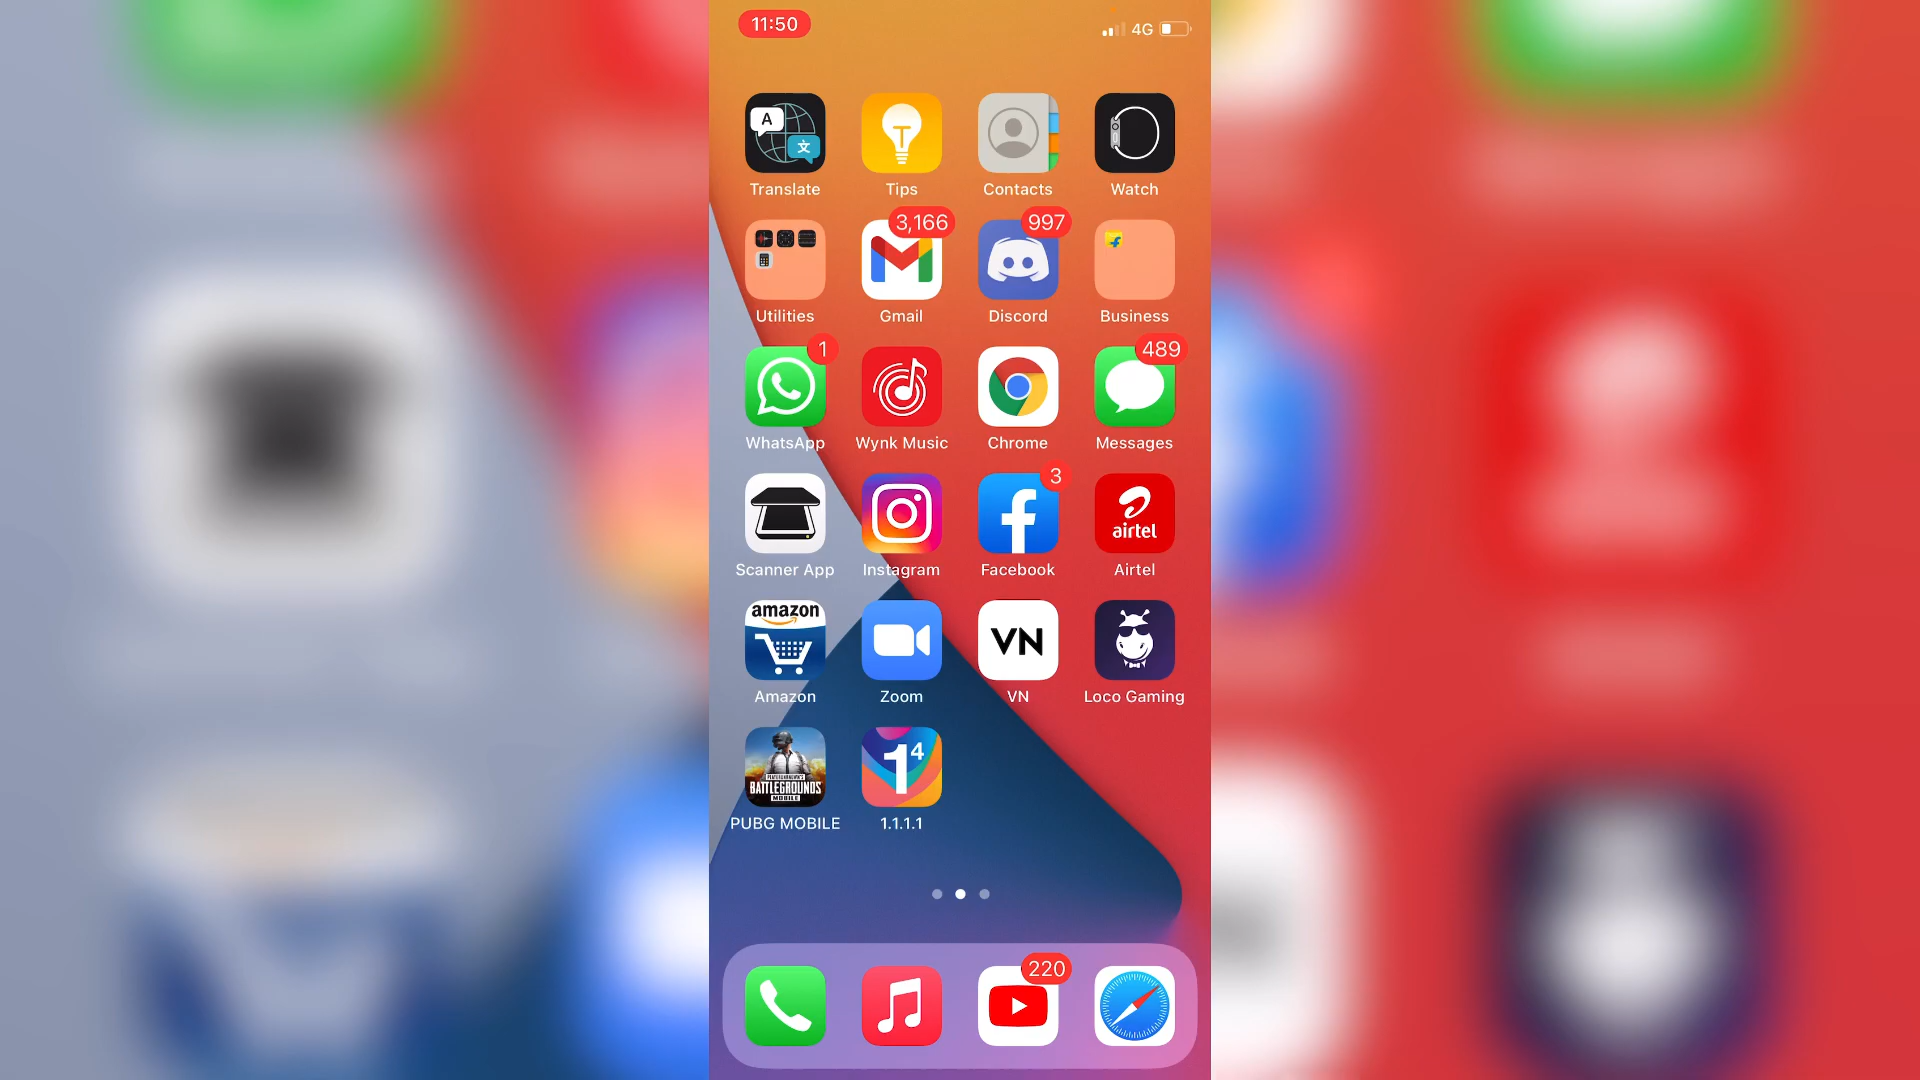 11:50
4G
A
文
T
Translate
Tips
Contacts
Watch
3,166
997
Utilities
Gmail
Discord
Business
1
489
WhatsApp
Wynk Music
Chrome
Messages
3
airtel
Scanner App
Instagram
Facebook
Airtel
amazon
VN
Amazon
Zoom
VN
Loco Gaming
BATTLEGROUNDS
MOBILE
1⁴
PUBG MOBILE
1.1.1.1
220